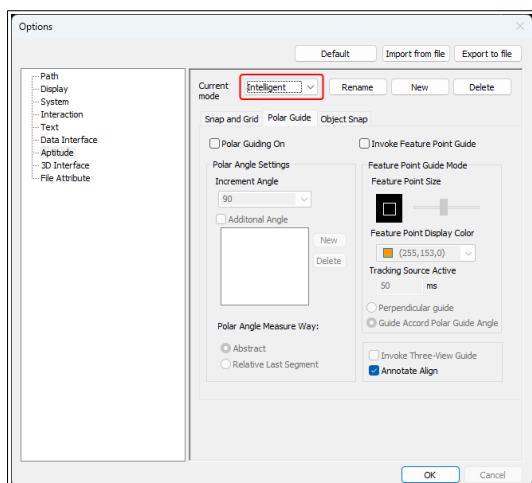 Options
Default Import from file Export to file
Path
Display
System
Interaction
Text
Data Interface
Aptitude
3D Interface
File Attribute
Current mode Intelligent Rename New Delete
Snap and Grid Polar Guide Object Snap
Polar Guiding On Invoke Feature Point Guide
Polar Angle Settings Feature Point Guide Mode
Increment Angle Feature Point Size
90
Additonal Angle
New
Feature Point Display Color
Delete (255,153,0)
Tracking Source Active
50 ms
Perpendicular guide
Polar Angle Measure Way: Guide Accord Polar Guide Angle
Abstract Invoke Three-View Guide
Relative Last Segment Annotate Align
OK Cancel